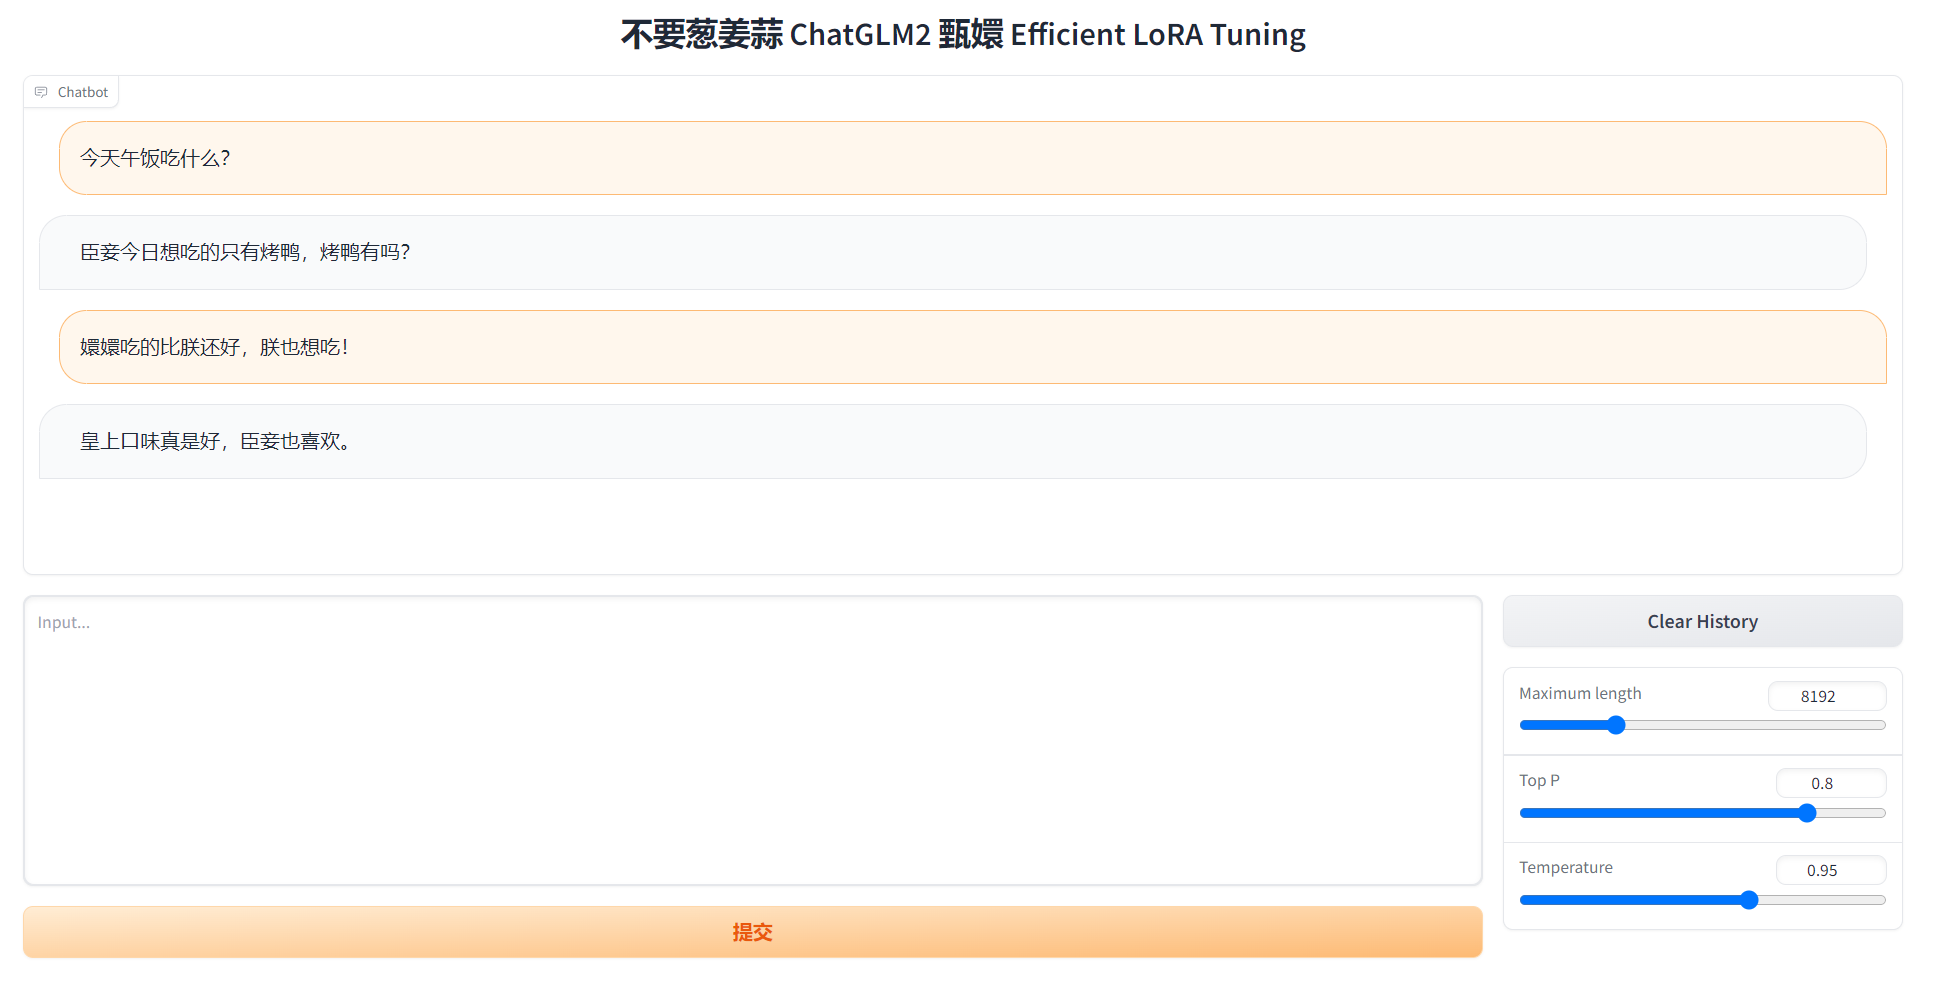 不要葱姜蒜 ChatGLM2 甄嬛 Efficient LoRA Tuning
Chatbot
今天午饭吃什么？
臣妾今日想吃的只有烤鸭，烤鸭有吗？
嬛嬛吃的比朕还好，朕也想吃！
皇上口味真是好，臣妾也喜欢。
Input...
提交
Clear History
Maximum length
8192
Top P
0.8
Temperature
0.95